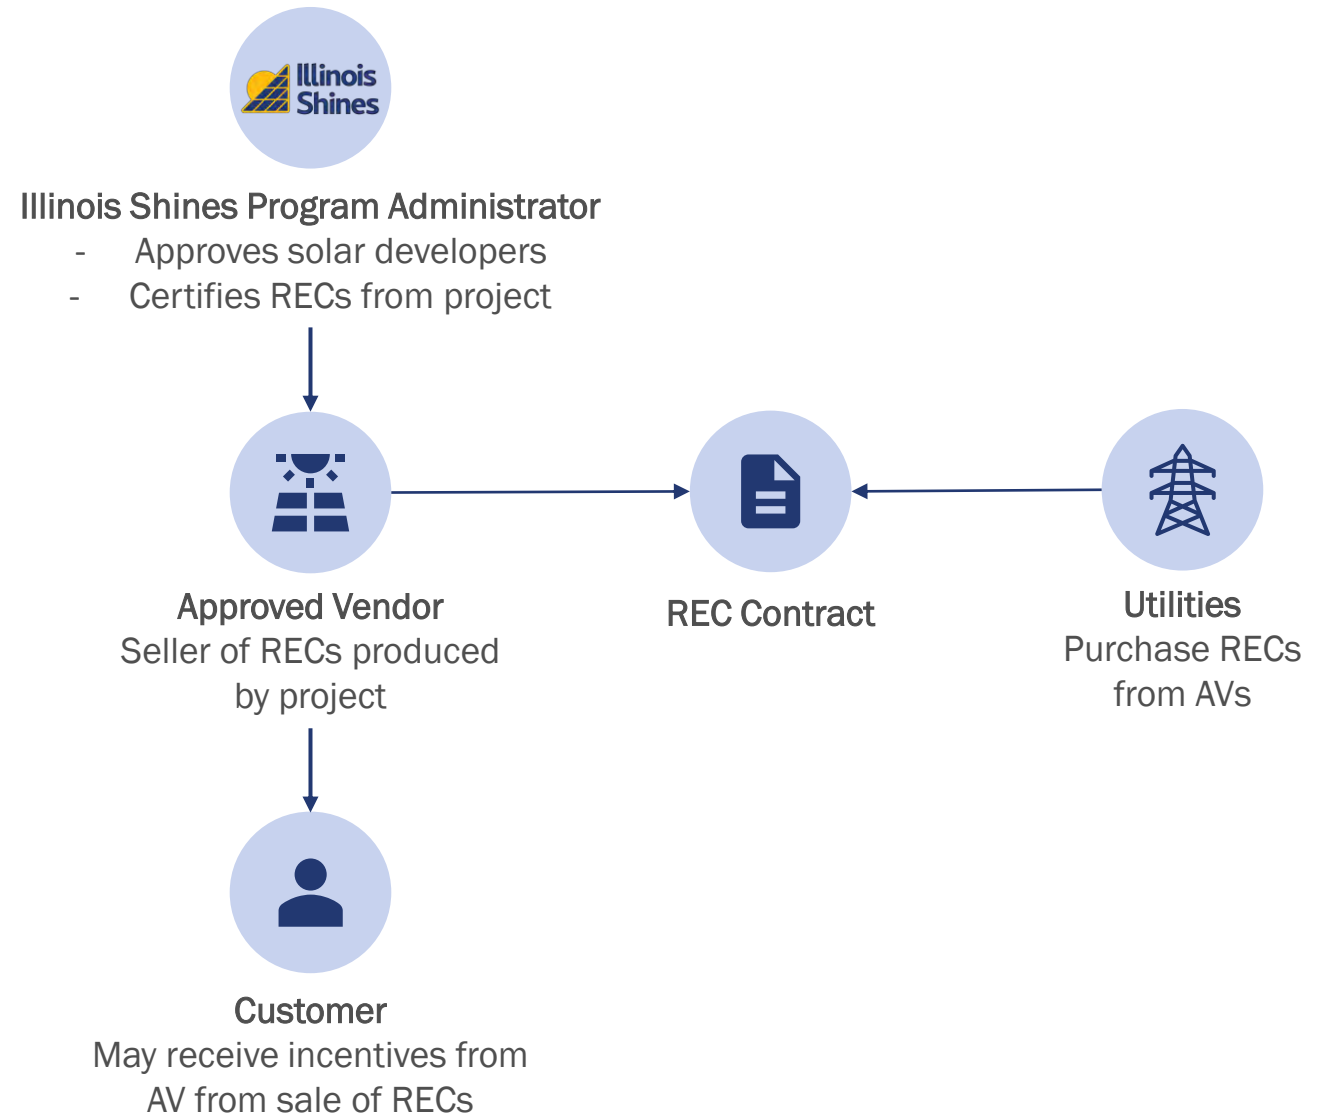 Illinois
Shines
Illinois Shines Program Administrator
- Approves solar developers
- Certifies RECs from project
Approved Vendor
Seller of RECs produced
by project
REC Contract
Utilities
Purchase RECs
from AVs
Customer
May receive incentives from
AV from sale of RECs